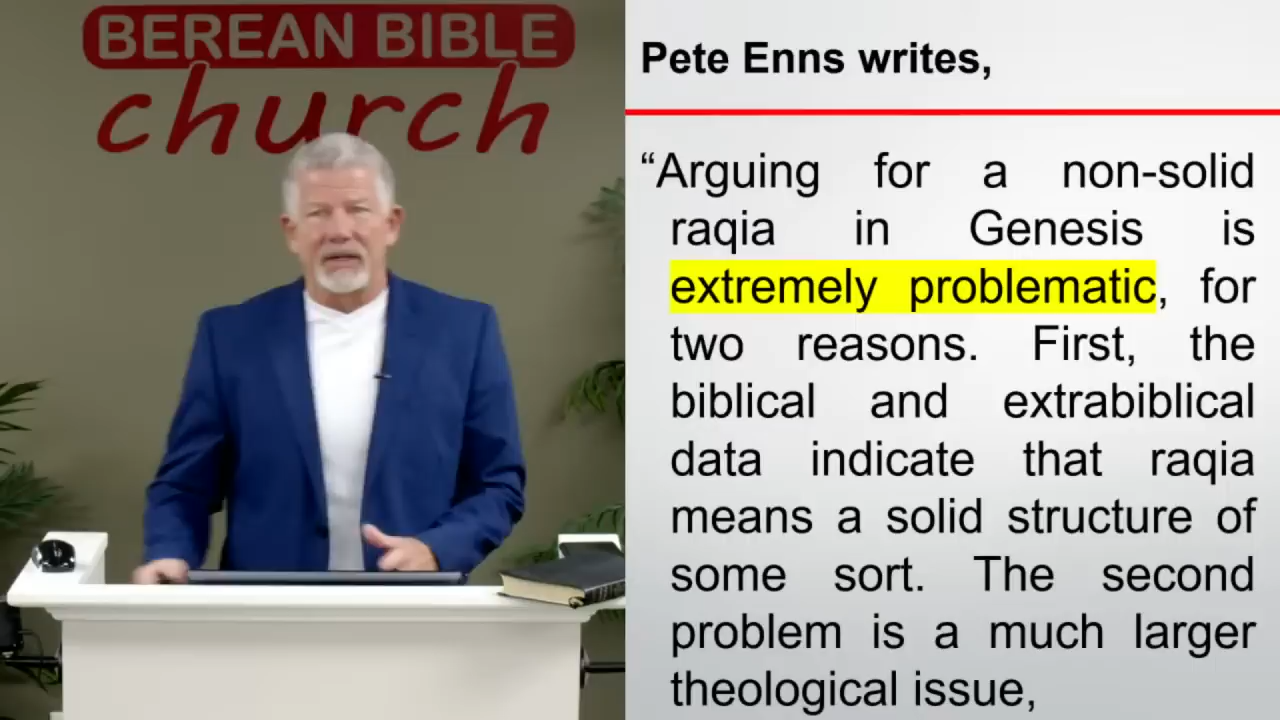 BEREAN BIBLE
church
Pete Enns writes,
“Arguing for a non-solid
raqia in Genesis is
extremely problematic, for
two reasons. First, the
biblical and extrabiblical
data indicate that raqia
means a solid structure of
some sort. The second
problem is a much larger
theological issue,